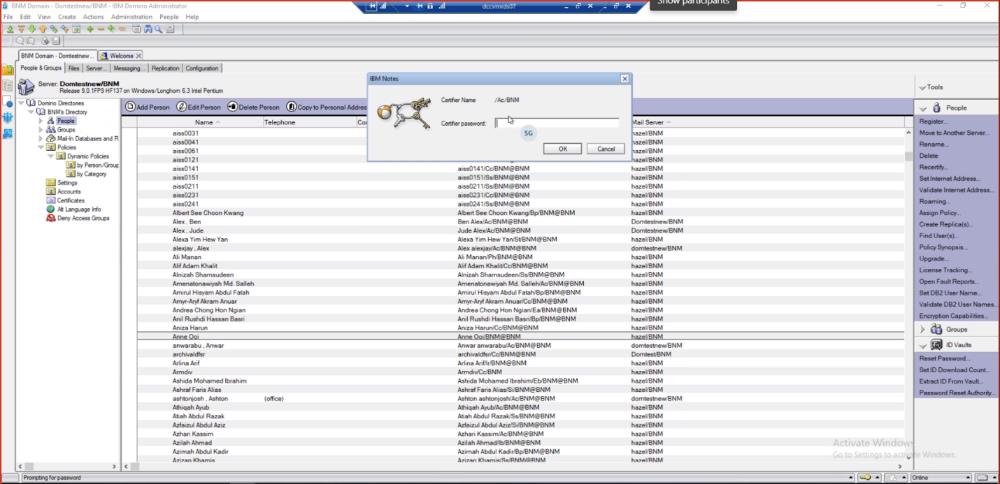 BNM Domain - Domtestnew/BNM - IBM Domino Administrator
dccvmrds07
Show participants
File Edit View Create Actions Administration People Help
BNM Domain - Domtestnew... Welcome
People & Groups Files Server... Messaging... Replication Configuration
Server: Domtestnew/BNM
Release 9.0.1FP9 HF137 on Windows/Longhorn 6.3 Intel Pentium
Domino Directories
BNM's Directory
People
Groups
Mail-In Databases and R
Policies
Dynamic Policies
by Person/Group
by Category
Settings
Accounts
Certificates
Alt Language Info
Deny Access Groups
Add Person Edit Person Delete Person Copy to Personal Addres
Name Telephone Co Mail Server
IBM Notes
Certifier Name /Ac/BNM
Certifier password:
SG
OK Cancel
aiss0031 hazel/BNM
aiss0041 hazel/BNM
aiss0061 hazel/BNM
aiss0121 hazel/BNM
aiss0141 aiss0141/Cc/BNM@BNM hazel/BNM
aiss0151 aiss0151/Ss/BNM@BNM hazel/BNM
aiss0211 aiss0211/Ss/BNM@BNM hazel/BNM
aiss0231 aiss0231/Cc/BNM@BNM hazel/BNM
aiss0241 aiss0241/Ss/BNM@BNM hazel/BNM
Albert See Choon Kwang Albert See Choon Kwang/Bp/BNM@BNM hazel/BNM
Alex , Ben Ben Alex/Ac/BNM@BNM Domtestnew/BNM
Alex , Jude Jude Alex/Ac/BNM@BNM Domtestnew/BNM
Alexa Yim Hew Yan Alexa Yim Hew Yan/St/BNM@BNM hazel/BNM
alexjay , Alex Alex alexjay/Ac/BNM@BNM domtestnew/BNM
Ali Manan Ali Manan/Ph/BNM@BNM hazel/BNM
Alif Adam Khalit Alif Adam Khalit/Cc/BNM@BNM hazel/BNM
Alnizah Shamsudeen Alnizah Shamsudeen/Ss/BNM@BNM hazel/BNM
Amenatonawiyah Md. Salleh Amenatonawiyah Md. Salleh/Ac/BNM@BNM hazel/BNM
Amirul Hisyam Abdul Fatah Amirul Hisyam Abdul Fatah/Bp/BNM@BNM hazel/BNM
Amyr-Aryf Akram Anuar Amyr-Aryf Akram Anuar/Cc/BNM@BNM hazel/BNM
Andrea Chong Hon Ngian Andrea Chong Hon Ngian/Ea/BNM@BNM hazel/BNM
Anil Rushdi Hassan Basri Anil Rushdi Hassan Basri/Bp/BNM@BNM hazel/BNM
Aniza Harun Aniza Harun/Cc/BNM@BNM hazel/BNM
Anne Ooi Anne Ooi/BNM@BNM hazel/BNM
anwarabu , Anwar Anwar anwarabu/Ac/BNM@BNM domtestnew/BNM
archivaldfsr archivaldfsr/Cc/BNM@BNM Domtest/BNM
Arlina Arif Arlina Arif/Ir/BNM@BNM hazel/BNM
Armdiv Armdiv/Cc/BNM hazel/BNM
Ashida Mohamed Ibrahim Ashida Mohamed Ibrahim/Eb/BNM@BNM hazel/BNM
Ashraf Faris Alias Ashraf Faris Alias/Si/BNM@BNM hazel/BNM
ashtonjosh , Ashton (office) Ashton ashtonjosh/Ac/BNM@BNM domtestnew/BNM
Athiqah Ayub Athiqah Ayub/Ac/BNM@BNM hazel/BNM
Atiah Abdul Razak Atiah Abdul Razak/Ss/BNM@BNM hazel/BNM
Azfaizul Abdul Aziz Azfaizul Abdul Aziz/Si/BNM@BNM hazel/BNM
Azhari Kassim Azhari Kassim/Ac/BNM@BNM hazel/BNM
Azilah Ahmad Azilah Ahmad/Ib/BNM@BNM hazel/BNM
Azimah Abdul Kadir Azimah Abdul Kadir/Bp/BNM@BNM hazel/BNM
Azizan Khamis Azizan Khamis/Ss/BNM@BNM hazel/BNM
Tools
People
Register...
Move to Another Server...
Rename...
Delete
Recertify...
Set Internet Address...
Validate Internet Address...
Roaming...
Assign Policy...
Create Replica(s)...
Find User(s)...
Policy Synopsis...
Upgrade...
License Tracking...
Open Fault Reports...
Set DB2 User Name...
Validate DB2 User Names...
Encryption Capabilities...
Groups
ID Vaults
Reset Password...
Set ID Download Count...
Extract ID From Vault...
Password Reset Authority...
Activate Windows
Go to Settings to activate Windows.
Prompting for password
Online